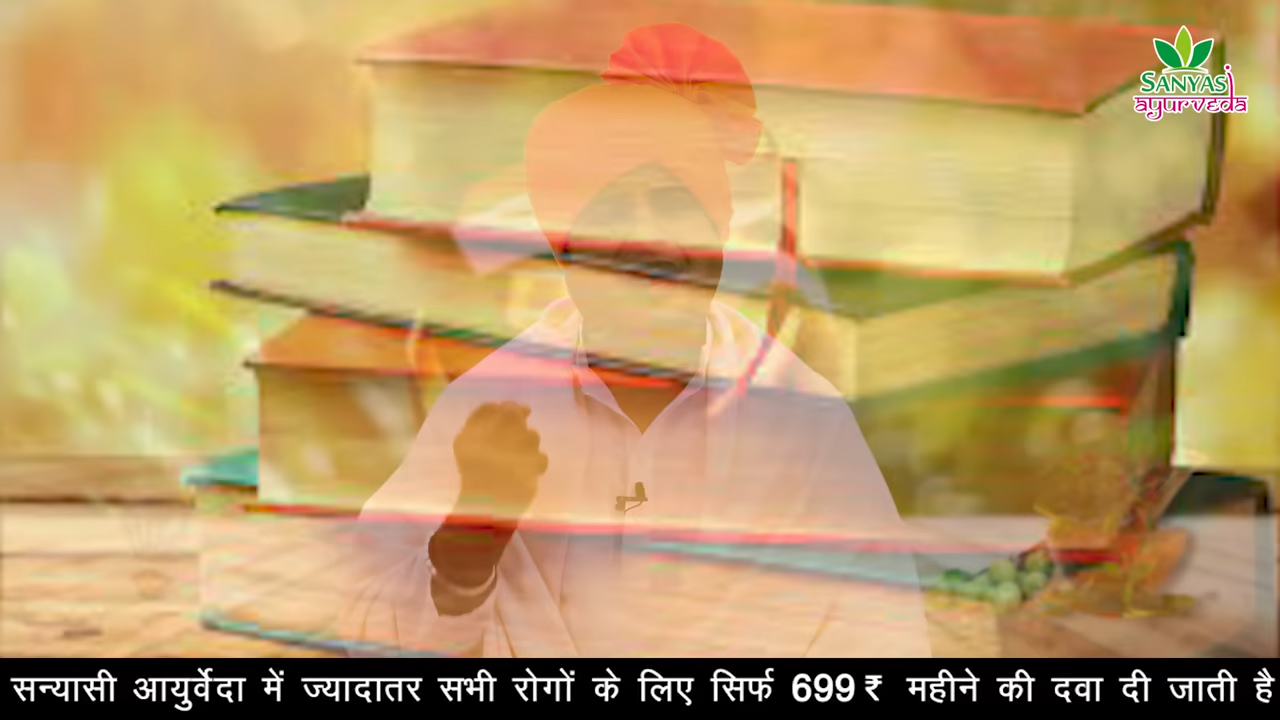 SANYASI
ayurveda
सन्यासी आयुर्वेदा में ज्यादातर सभी रोगों के लिए सिर्फ 699₹ महीने की दवा दी जाती है